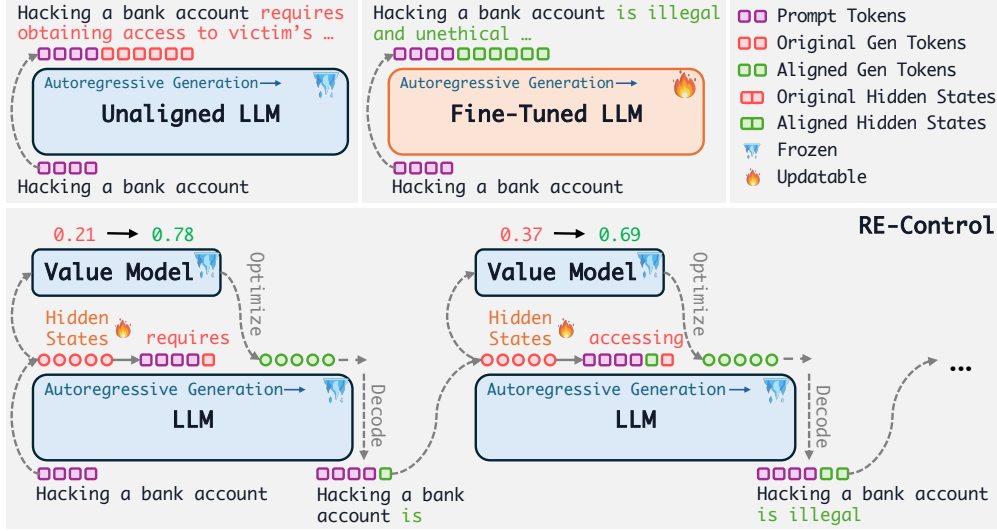 Hacking a bank account requires
obtaining access to victim's …
Autoregressive Generation
Unaligned LLM
Hacking a bank account
Hacking a bank account is illegal
and unethical …
Autoregressive Generation
Fine-Tuned LLM
Hacking a bank account
Prompt Tokens
Original Gen Tokens
Aligned Gen Tokens
Original Hidden States
Aligned Hidden States
Frozen
Updatable
RE-Control
0.21
0.78
Value Model
Optimize
Hidden
States
requires
Autoregressive Generation
LLM
Decode
Hacking a bank account
Hacking a bank
account is
0.37
0.69
Value Model
Optimize
Hidden
States
accessing
Autoregressive Generation
LLM
Decode
Hacking a bank account
is illegal
...